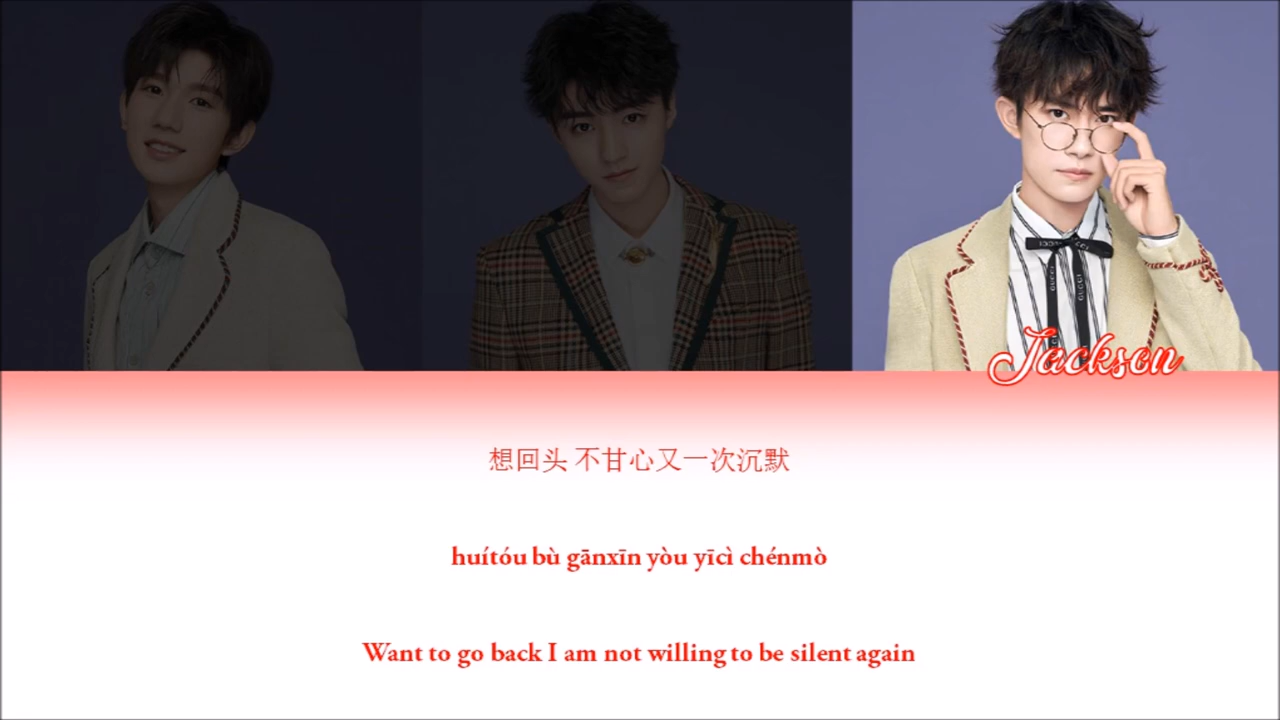 Jackson
想回头 不甘心又一次沉默
huítóu bù gānxīn yòu yīcì chénmò
Want to go back I am not willing to be silent again